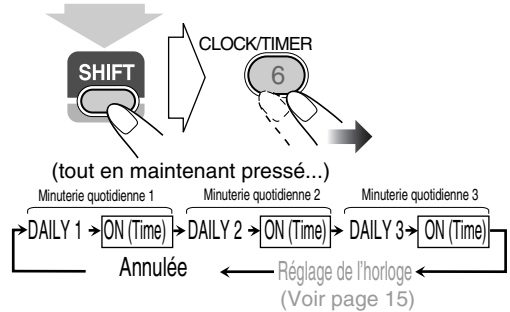 CLOCK/TIMER
SHIFT
6
(tout en maintenant pressé...)
Minuterie quotidienne 1 Minuterie quotidienne 2 Minuterie quotidienne 3
DAILY 1 ON (Time) DAILY 2 ON (Time) DAILY 3 ON (Time)
Annulée Réglage de l'horloge
(Voir page 15)